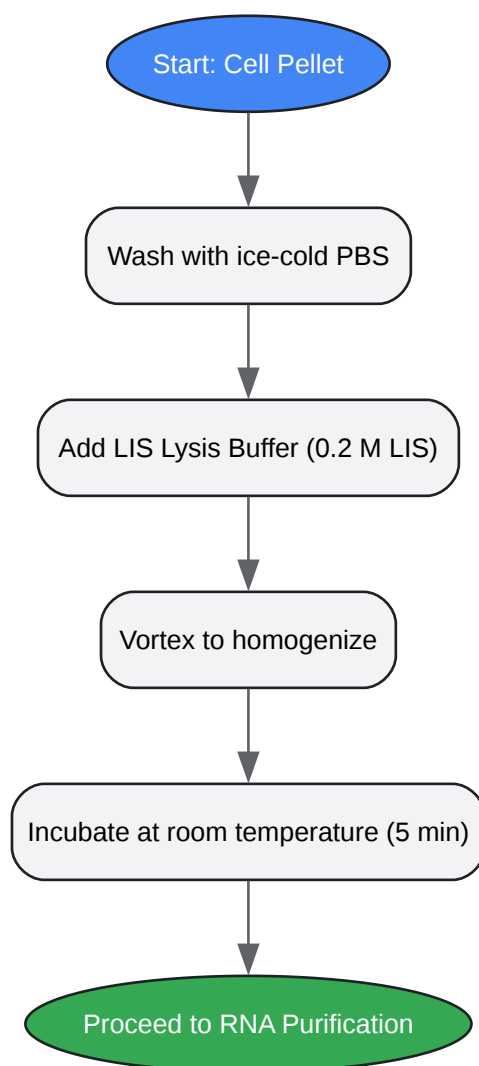 Start: Cell Pellet
Wash with ice-cold PBS
Add LIS Lysis Buffer (0.2 M LIS)
Vortex to homogenize
Incubate at room temperature (5 min)
Proceed to RNA Purification